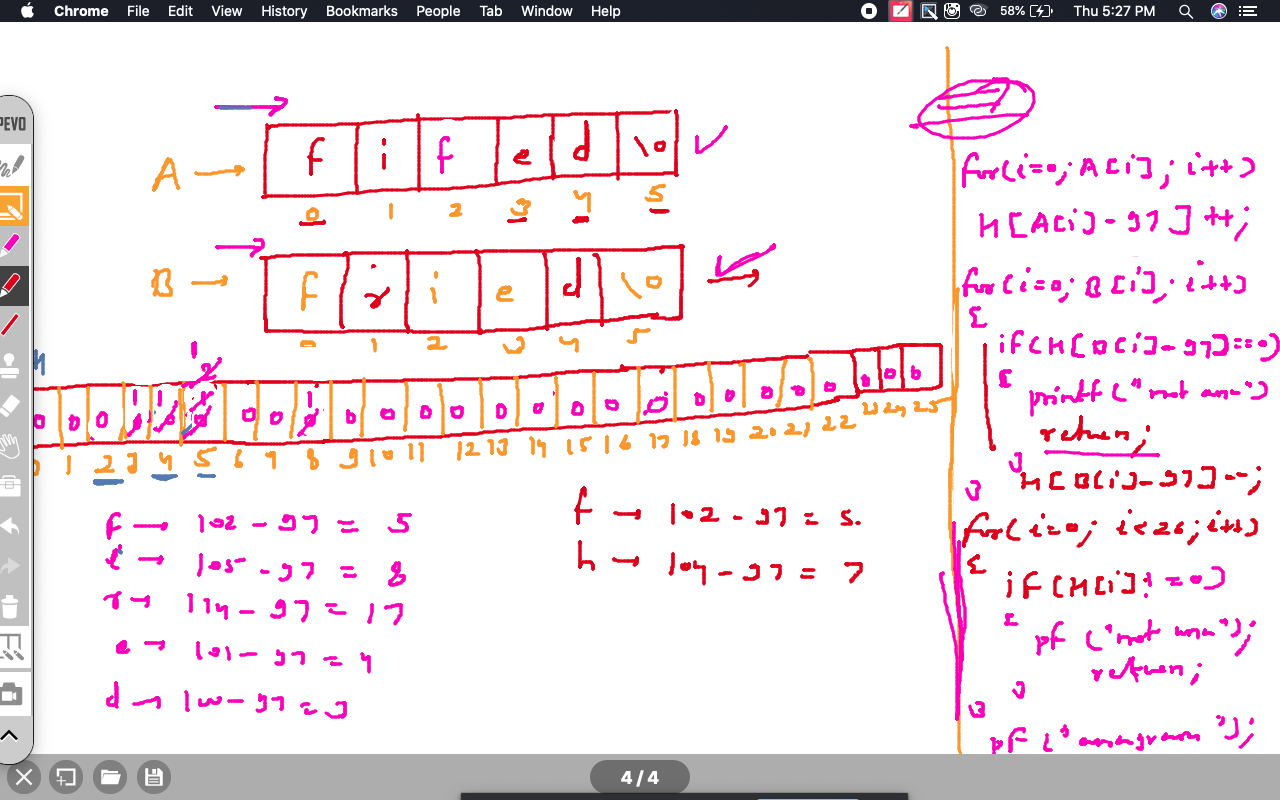 Chrome File Edit View History Bookmarks People Tab Window Help 58% Thu 5:27 PM
PEVO
A → f i f e d \0
0 1 2 3 4 5
B → f r i e d \0
0 1 2 3 4 5
H
1 2
0 0 0 1 0 1 0 1 0 0 0 1 0 0 0 0 0 0 0 0 0 0 0 0 0 0 0 0 0 0
1 2 3 4 5 6 7 8 9 10 11 12 13 14 15 16 17 18 19 20 21 22 23 24 25
f → 102 - 97 = 5
i → 105 - 97 = 8
r → 114 - 97 = 17
e → 101 - 97 = 4
d → 100 - 97 = 3
f → 102 - 97 = 5.
h → 104 - 97 = 7
for(i=0; A[i]; i++)
H[A[i]-97]++;
for(i=0; B[i]; i++)
{
if(H[B[i]-97]==0)
{
printf("not ana")
return;
}
H[B[i]-97]--;
}
for(i=0; i<26; i++)
{
if(H[i]!=0)
{
pf("not ana");
return;
}
}
pf("anagram");
4 / 4